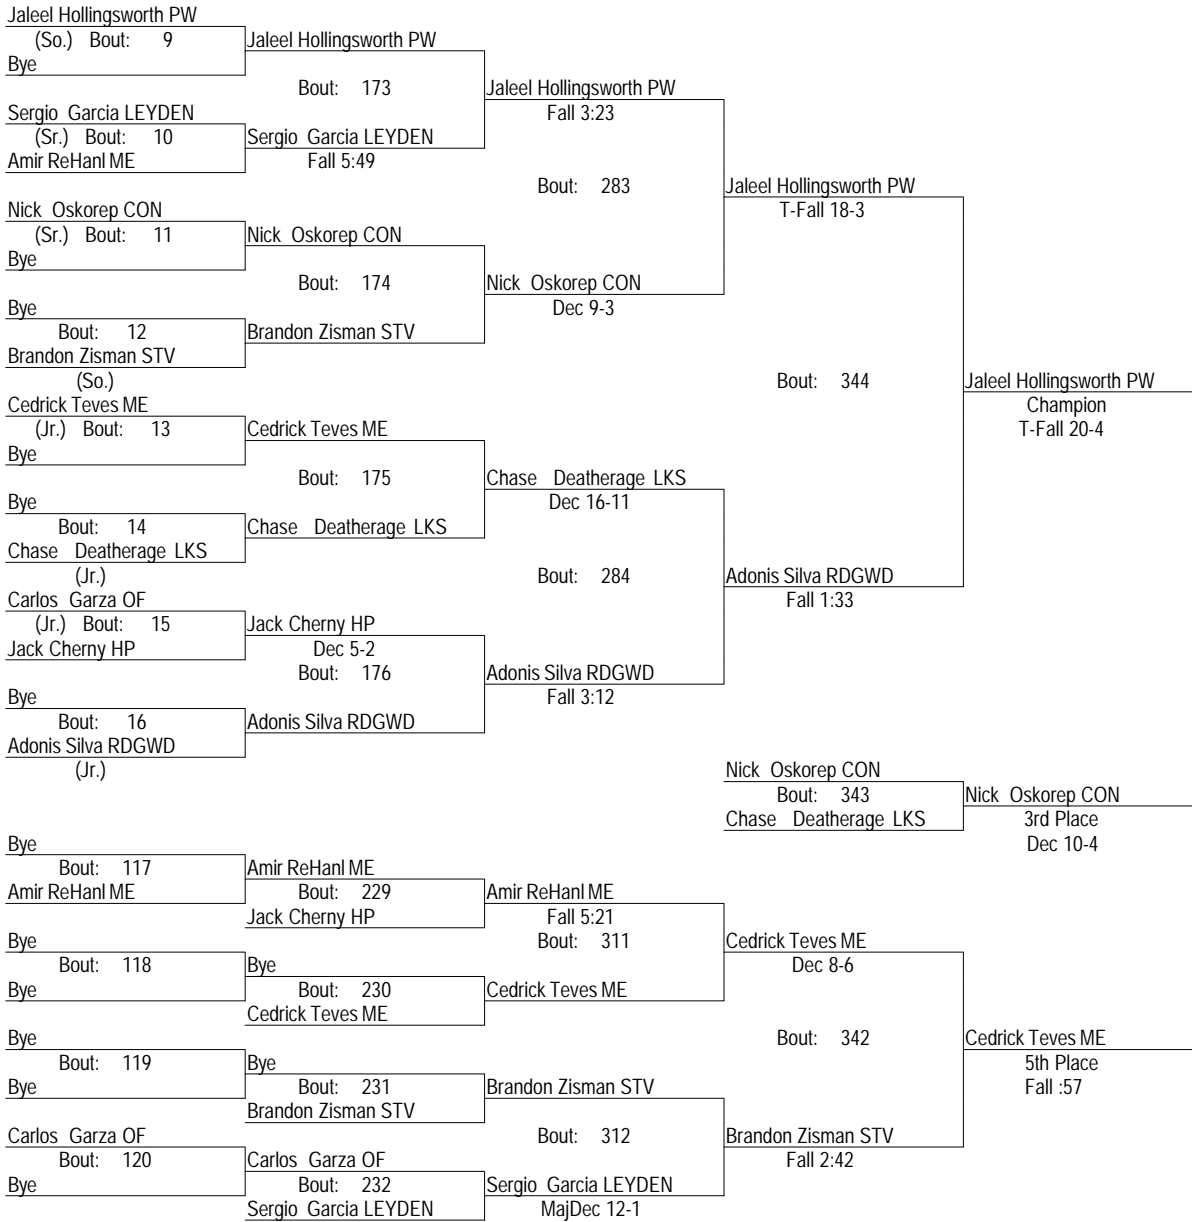 Jaleel Hollingsworth PW
(So.) Bout: 9 Jaleel Hollingsworth PW
Bye
Bout: 173 Jaleel Hollingsworth PW
Sergio Garcia LEYDEN Fall 3:23
(Sr.) Bout: 10 Sergio Garcia LEYDEN
Amir ReHanl ME Fall 5:49
Bout: 283 Jaleel Hollingsworth PW
Nick Oskorep CON T-Fall 18-3
(Sr.) Bout: 11 Nick Oskorep CON
Bye
Bout: 174 Nick Oskorep CON
Bye Dec 9-3
Bout: 12 Brandon Zisman STV
Brandon Zisman STV
(So.) Bout: 344 Jaleel Hollingsworth PW
Cedrick Teves ME Champion
(Jr.) Bout: 13 Cedrick Teves ME T-Fall 20-4
Bye
Bout: 175 Chase Deatherage LKS
Bye Dec 16-11
Bout: 14 Chase Deatherage LKS
Chase Deatherage LKS
(Jr.) Bout: 284 Adonis Silva RDGWD
Carlos Garza OF Fall 1:33
(Jr.) Bout: 15 Jack Cherny HP
Jack Cherny HP Dec 5-2
Bout: 176 Adonis Silva RDGWD
Bye Fall 3:12
Bout: 16 Adonis Silva RDGWD
Adonis Silva RDGWD
(Jr.) Nick Oskorep CON
Bout: 343 Nick Oskorep CON
Chase Deatherage LKS 3rd Place
Bye Dec 10-4
Bout: 117 Amir ReHanl ME
Amir ReHanl ME Bout: 229 Amir ReHanl ME
Jack Cherny HP Fall 5:21
Bye Bout: 311 Cedrick Teves ME
Bout: 118 Bye Dec 8-6
Bye Bout: 230 Cedrick Teves ME
Cedrick Teves ME
Bye Bout: 342 Cedrick Teves ME
Bout: 119 Bye 5th Place
Bye Bout: 231 Brandon Zisman STV Fall :57
Brandon Zisman STV
Carlos Garza OF Bout: 312 Brandon Zisman STV
Bout: 120 Carlos Garza OF Fall 2:42
Bye Bout: 232 Sergio Garcia LEYDEN
Sergio Garcia LEYDEN MajDec 12-1